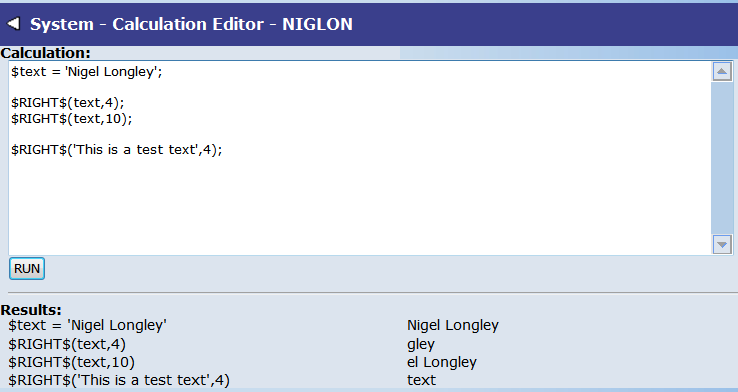 System - Calculation Editor - NIGLON
Calculation:
$text = 'Nigel Longley';
$RIGHT$(text,4);
$RIGHT$(text,10);
$RIGHT$('This is a test text',4);
RUN
Results:
$text = 'Nigel Longley' Nigel Longley
$RIGHT$(text,4) gley
$RIGHT$(text,10) el Longley
$RIGHT$('This is a test text',4) text